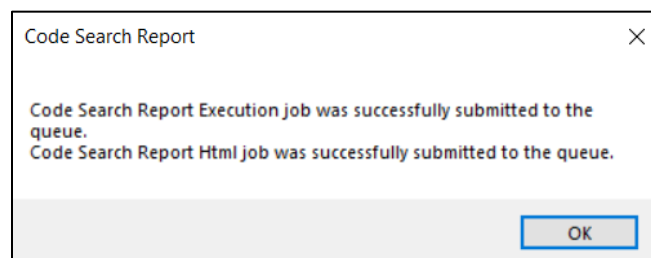 Code Search Report
Code Search Report Execution job was successfully submitted to the
queue.
Code Search Report Html job was successfully submitted to the queue.
OK